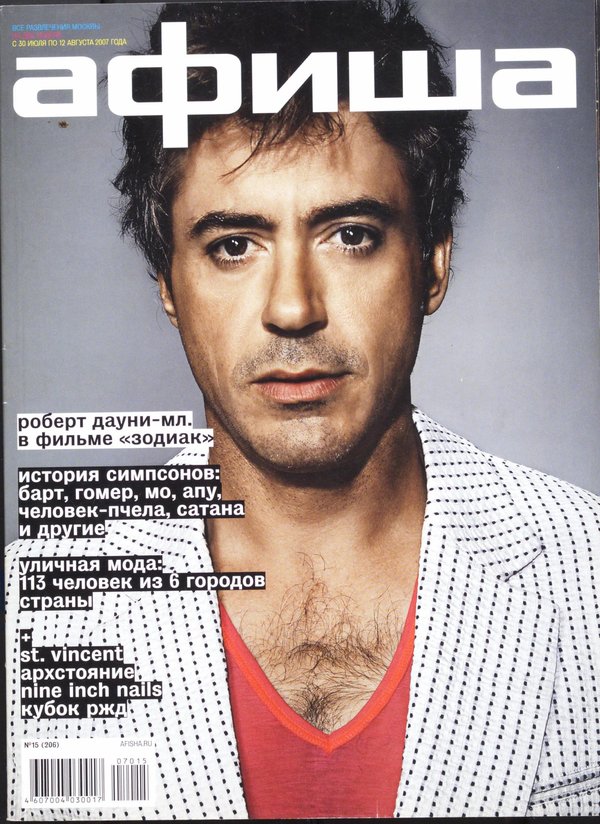 ВСЕ РАЗВЛЕЧЕНИЯ МОСКВЫ
С 30 ИЮЛЯ ПО 12 АВГУСТА 2007 ГОДА
афиша
роберт дауни-мл.
в фильме «зодиак»
история симпсонов:
барт, гомер, мо, апу,
человек-пчела, сатана
и другие
уличная мода:
113 человек из 6 городов
страны
+
st. vincent
архстояние
nine inch nails
кубок ржд
№15 (206)
AFISHA.RU
07015
4607004030017